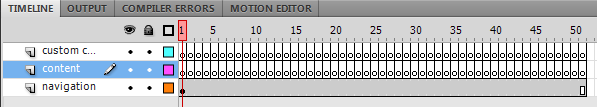 TIMELINE OUTPUT COMPILER ERRORS MOTION EDITOR
1 5 10 15 20 25 30 35 40 45 50
custom c...
content
navigation